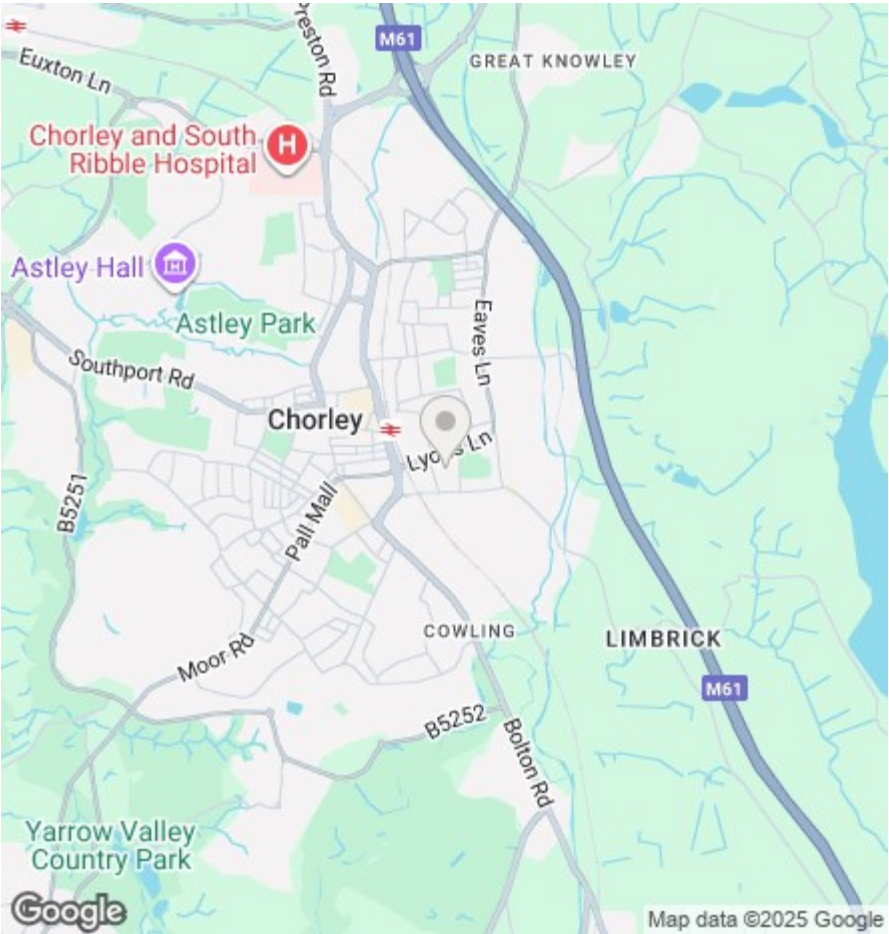 Preston Rd
M61
GREAT KNOWLEY
Euxton Ln
Chorley and South
Ribble Hospital
H
Astley Hall
Astley Park
Eaves Ln
Southport Rd
Chorley
Lyons Ln
B5251
Pall Mall
COWLING
LIMBRICK
Moor Rd
M61
B5252
Bolton Rd
Yarrow Valley
Country Park
Google
Map data ©2025 Google